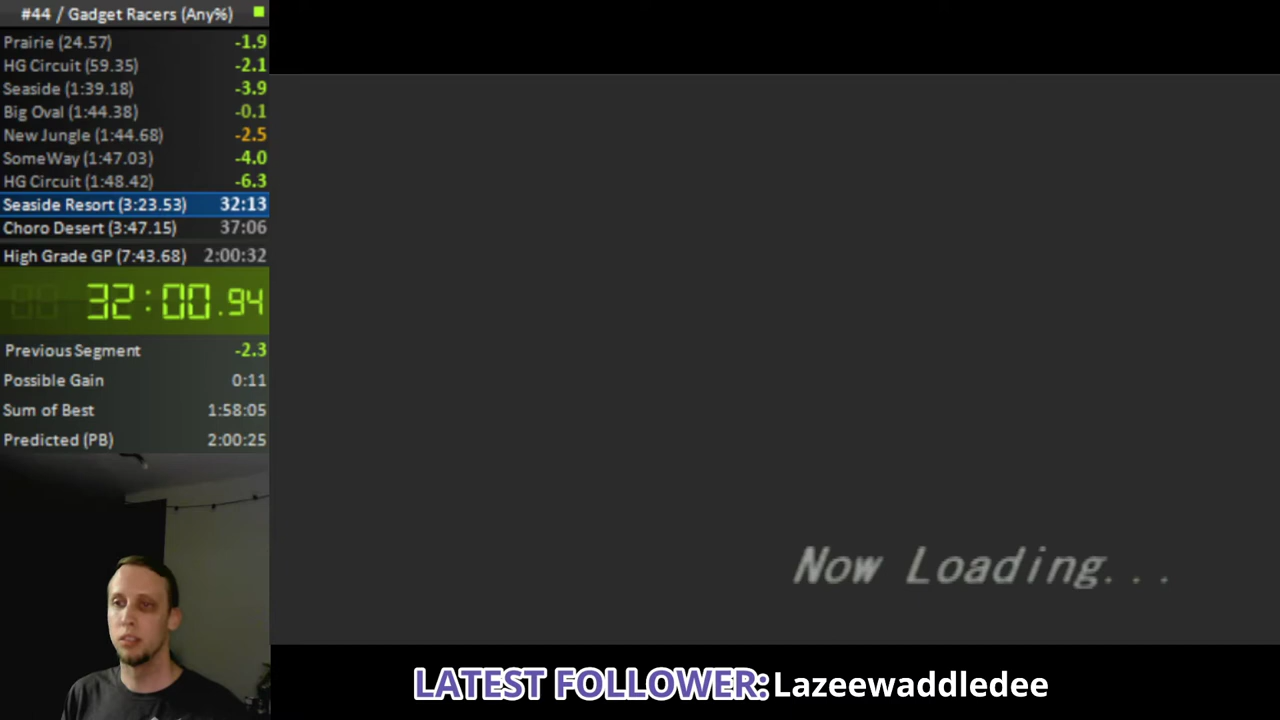 #44 / Gadget Racers (Any%)
Prairie (24.57) -1.9
HG Circuit (59.35) -2.1
Seaside (1:39.18) -3.9
Big Oval (1:44.38) -0.1
New Jungle (1:44.68) -2.5
SomeWay (1:47.03) -4.0
HG Circuit (1:48.42) -6.3
Seaside Resort (3:23.53) 32:13
Choro Desert (3:47.15) 37:06
High Grade GP (7:43.68) 2:00:32
32:00.94
Previous Segment -2.3
Possible Gain 0:11
Sum of Best 1:58:05
Predicted (PB) 2:00:25
Now Loading...
LATEST FOLLOWER: Lazeewaddledee